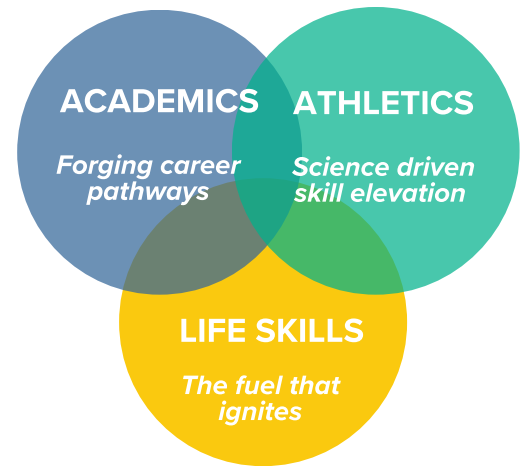 ACADEMICS
Forging career
pathways
ATHLETICS
Science driven
skill elevation
LIFE SKILLS
The fuel that
ignites